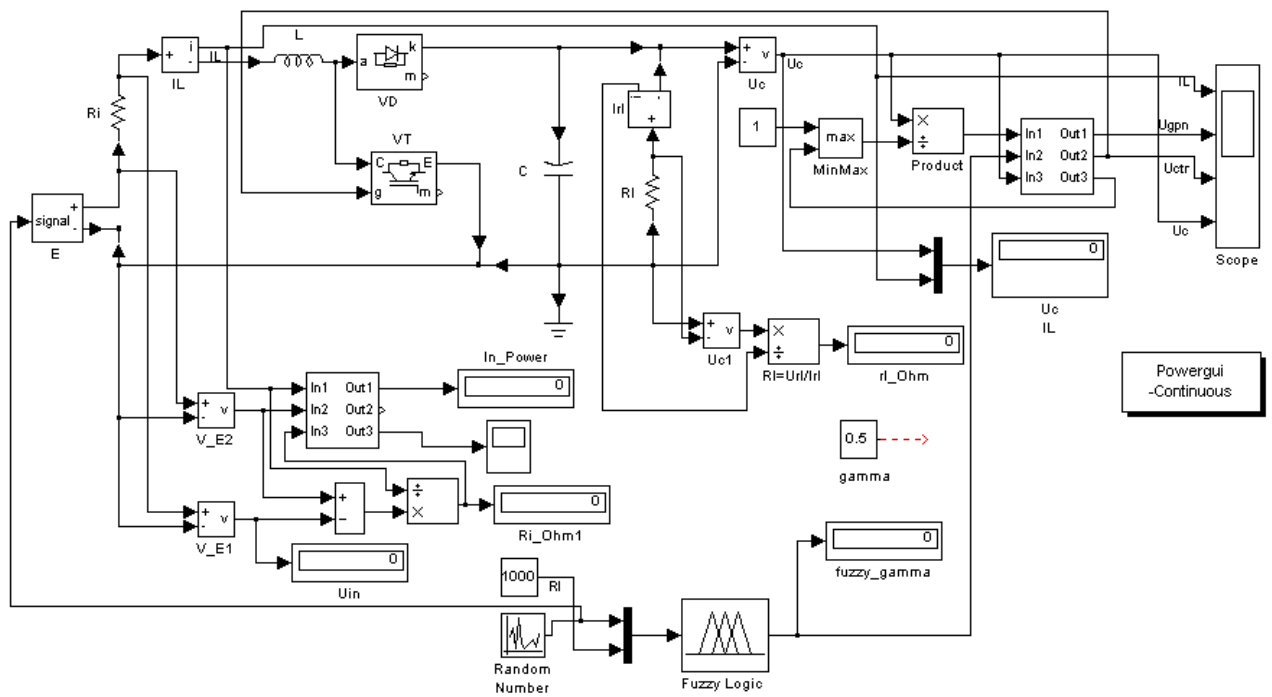 i
+
-
IL
IL
L
a
k
m
VD
VT
C
E
g
m
Ri
signal
+
-
E
C
Irl
-
+
Rl
+
-
v
Uc
Uc
1
max
MinMax
×
÷
Product
In1
In2
In3
Out1
Out2
Out3
IL
Ugpn
Uctr
Uc
Scope
0
Uc
IL
+
-
v
Uc1
×
÷
Rl=Url/Irl
0
rl_Ohm
Powergui
-Continuous
In_Power
0
In1
In2
In3
Out1
Out2
Out3
+
-
v
V_E2
0.5
gamma
+
-
v
V_E1
+
-
÷
×
0
Ri_Ohm1
0
Uin
0
fuzzy_gamma
1000
Rl
Random
Number
Fuzzy Logic